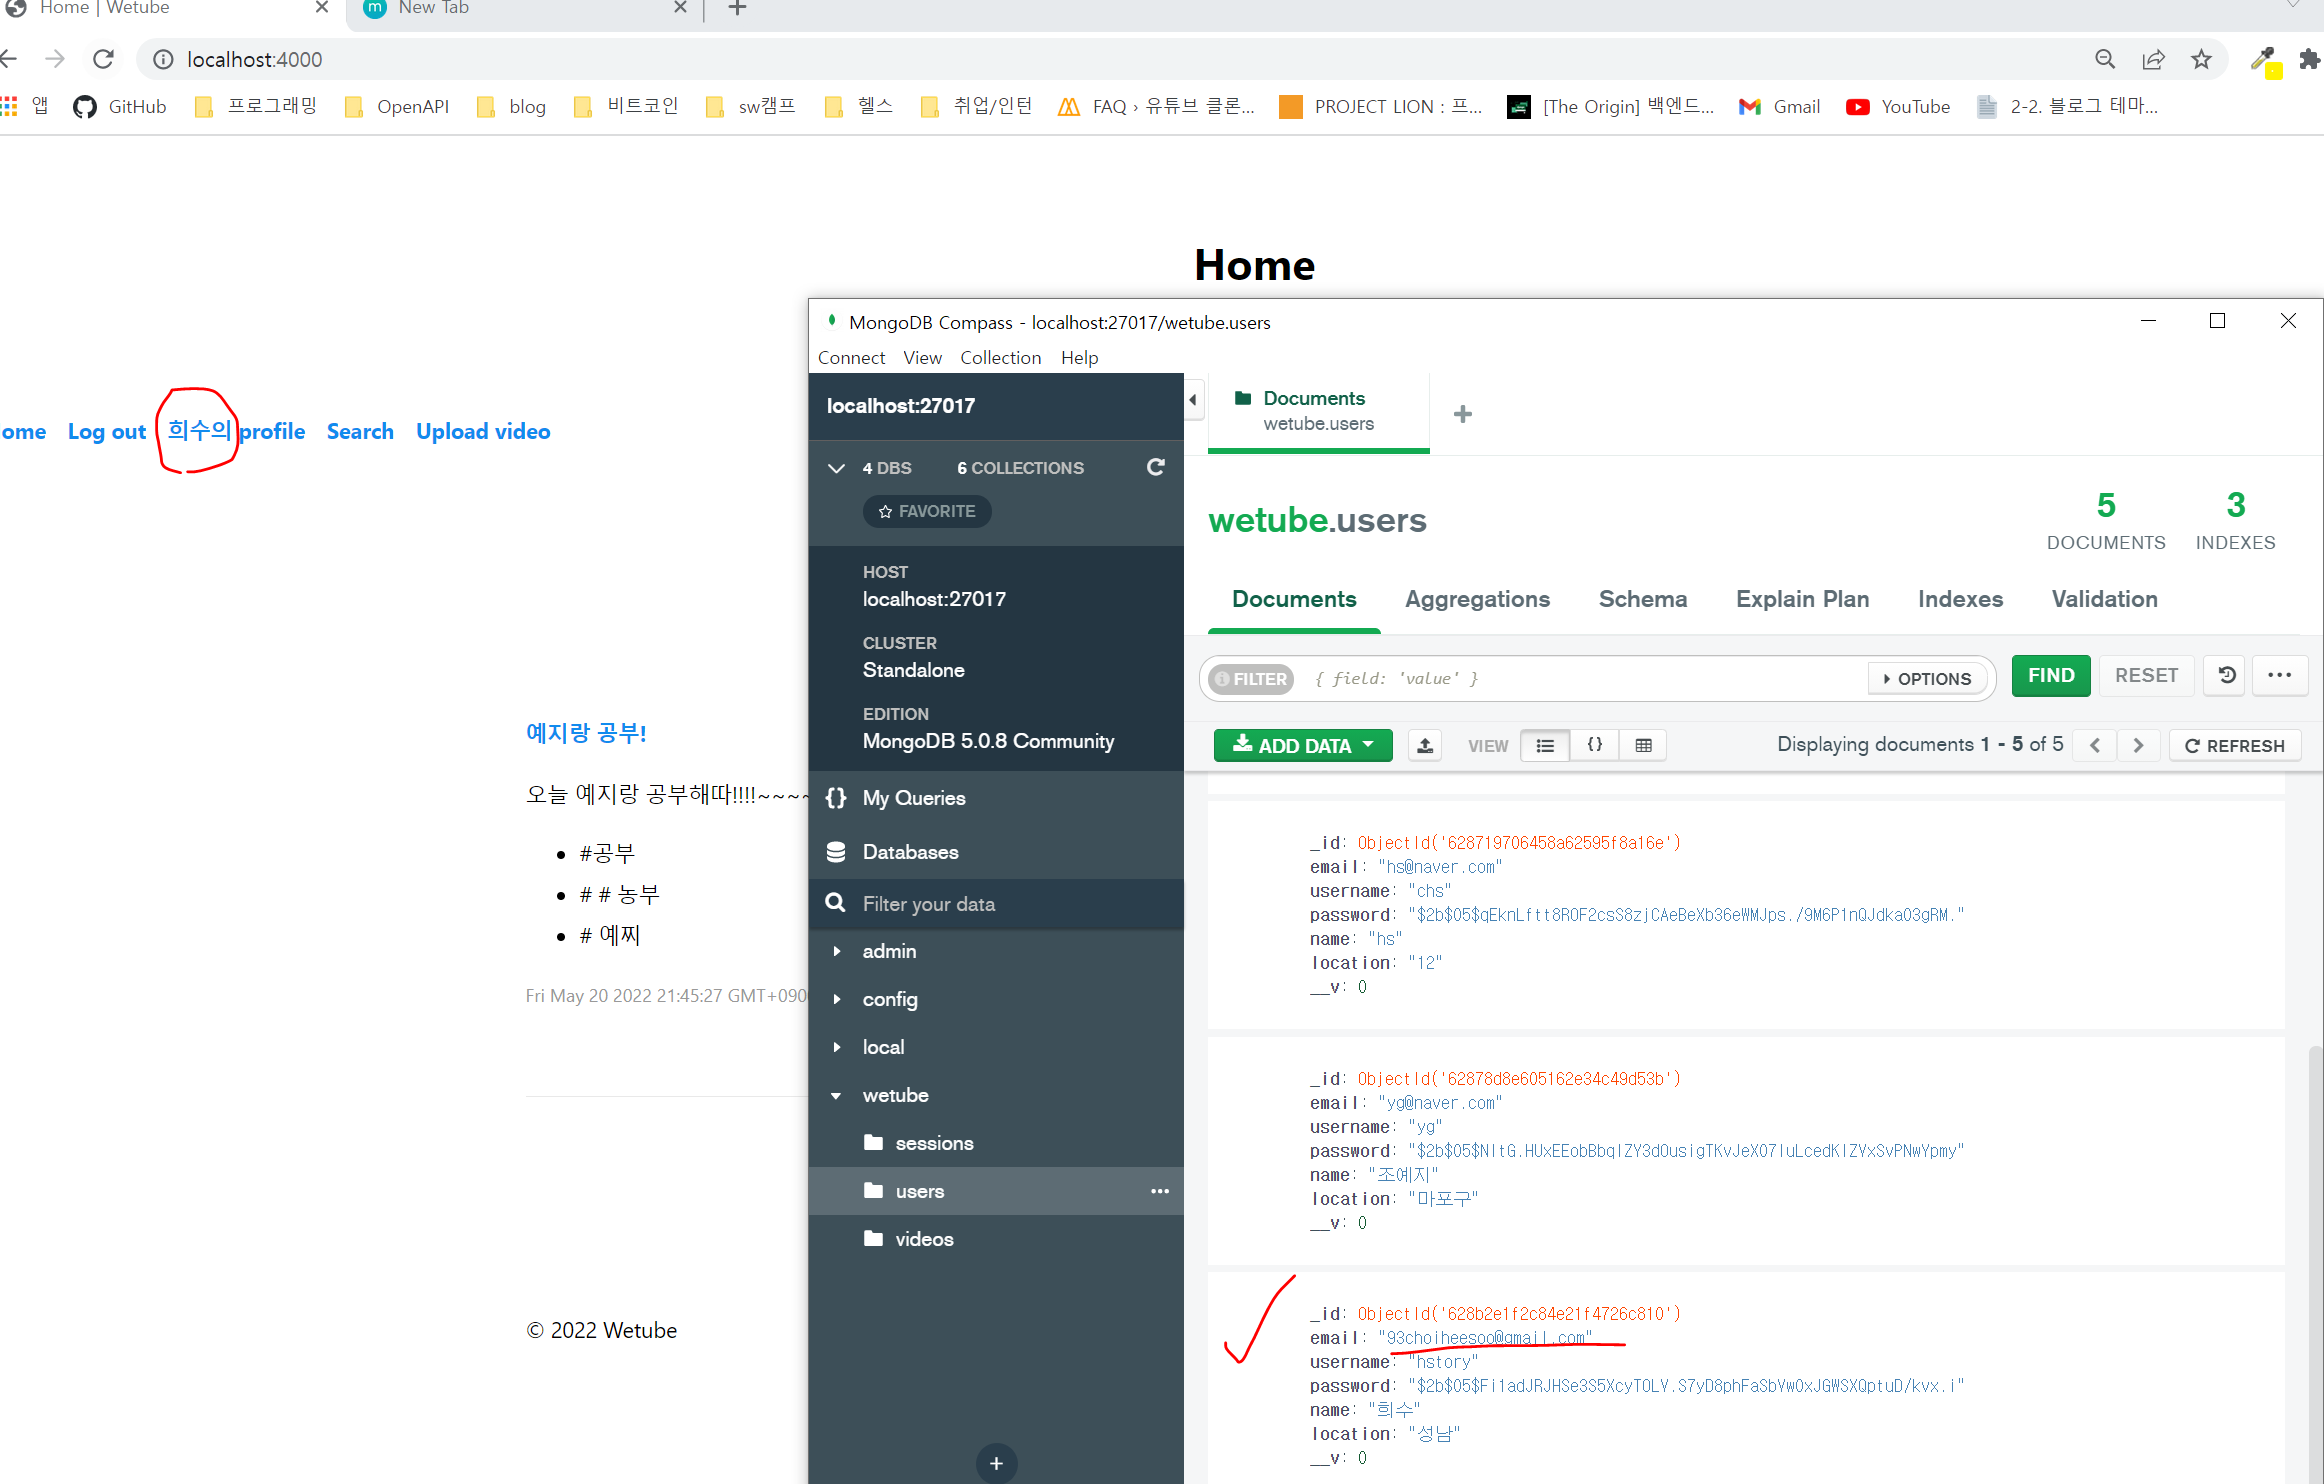 Home | Wetube
New Tab
localhost:4000
앱 GitHub 프로그래밍 OpenAPI blog 비트코인 sw캠프 헬스 취업/인턴 FAQ › 유튜브 클론... PROJECT LION : 프... [The Origin] 백엔드... Gmail YouTube 2-2. 블로그 테마...
Home
ome Log out 희수의 profile Search Upload video
예지랑 공부!
오늘 예지랑 공부해따!!!!~~~~
#공부
# # 농부
# 예찌
Fri May 20 2022 21:45:27 GMT+090
© 2022 Wetube
MongoDB Compass - localhost:27017/wetube.users
Connect View Collection Help
localhost:27017
4 DBS 6 COLLECTIONS
FAVORITE
HOST
localhost:27017
CLUSTER
Standalone
EDITION
MongoDB 5.0.8 Community
My Queries
Databases
Filter your data
admin
config
local
wetube
sessions
users
videos
Documents
wetube.users
wetube.users
5
DOCUMENTS
3
INDEXES
Documents Aggregations Schema Explain Plan Indexes Validation
FILTER { field: 'value' } OPTIONS FIND RESET
ADD DATA VIEW Displaying documents 1 - 5 of 5 REFRESH
_id: ObjectId('628719706458a62595f8a16e')
email: "hs@naver.com"
username: "chs"
password: "$2b$05$qEknLftt8ROF2csS8zjCAeBeXb36eWMJps./9M6P1nQJdkaO3gRM."
name: "hs"
location: "12"
__v: 0
_id: ObjectId('62878d8e605162e34c49d53b')
email: "yg@naver.com"
username: "yg"
password: "$2b$05$NltG.HUxEEobBbqlZY3dOusigTKvJeXO7IuLcedKlZYxSvPNwYpmy"
name: "조예지"
location: "마포구"
__v: 0
_id: ObjectId('628b2e1f2c84e21f4726c810')
email: "93choiheesoo@gmail.com"
username: "hstory"
password: "$2b$05$Fi1adJRJHSe3S5XcyTOLY.S7yD8phFaSbVwOxJGWSXQptuD/kvx.i"
name: "희수"
location: "성남"
__v: 0